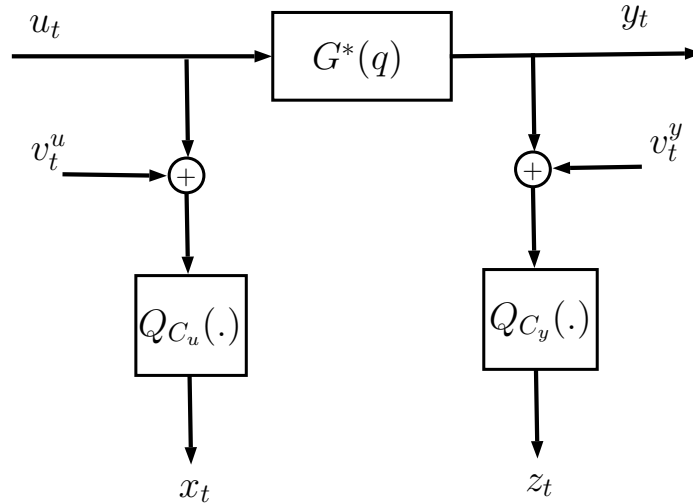 u_t
y_t
G^*(q)
v_t^u
+
+
v_t^y
Q_{C_u}(.)
Q_{C_y}(.)
x_t
z_t